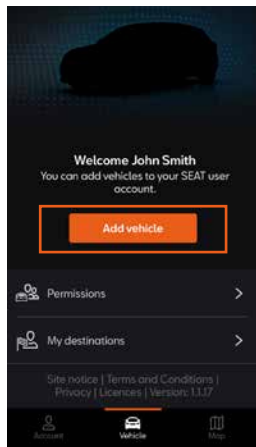 Welcome John Smith
You can add vehicles to your SEAT user
account.
Add vehicle
Permissions
My destinations
Site notice | Terms and Conditions |
Privacy | Licences | Version: 1.1.17
Account
Vehicle
Map